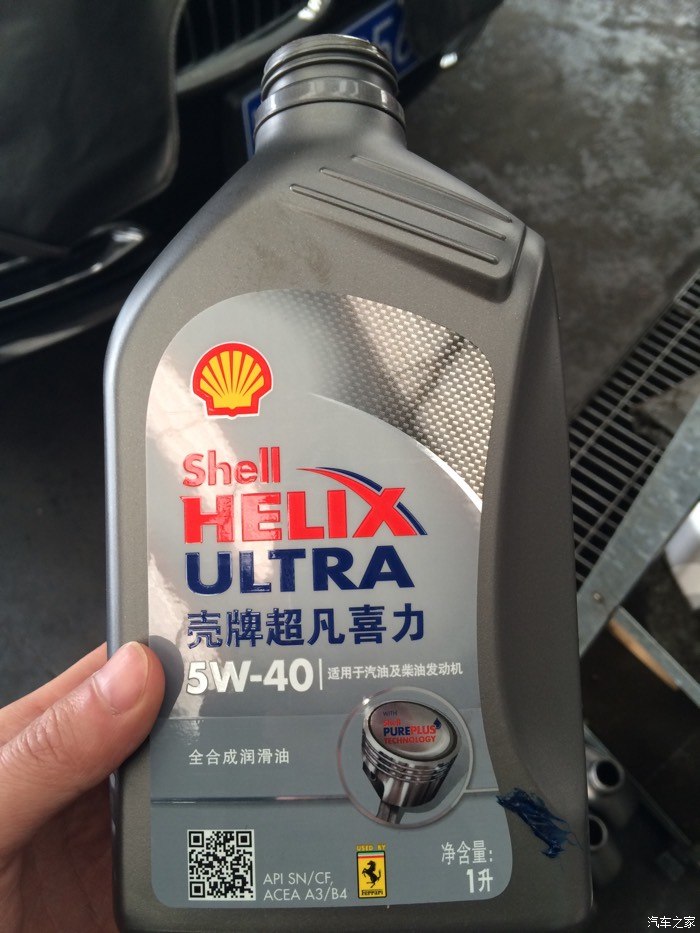 Shell
HELIX
ULTRA
壳牌超凡喜力
5W-40 适用于汽油及柴油发动机
WITH
Shell
PUREPLUS
TECHNOLOGY
全合成润滑油
API SN/CF,
ACEA A3/B4
USED BY
Ferrari
净含量:
1升
汽车之家